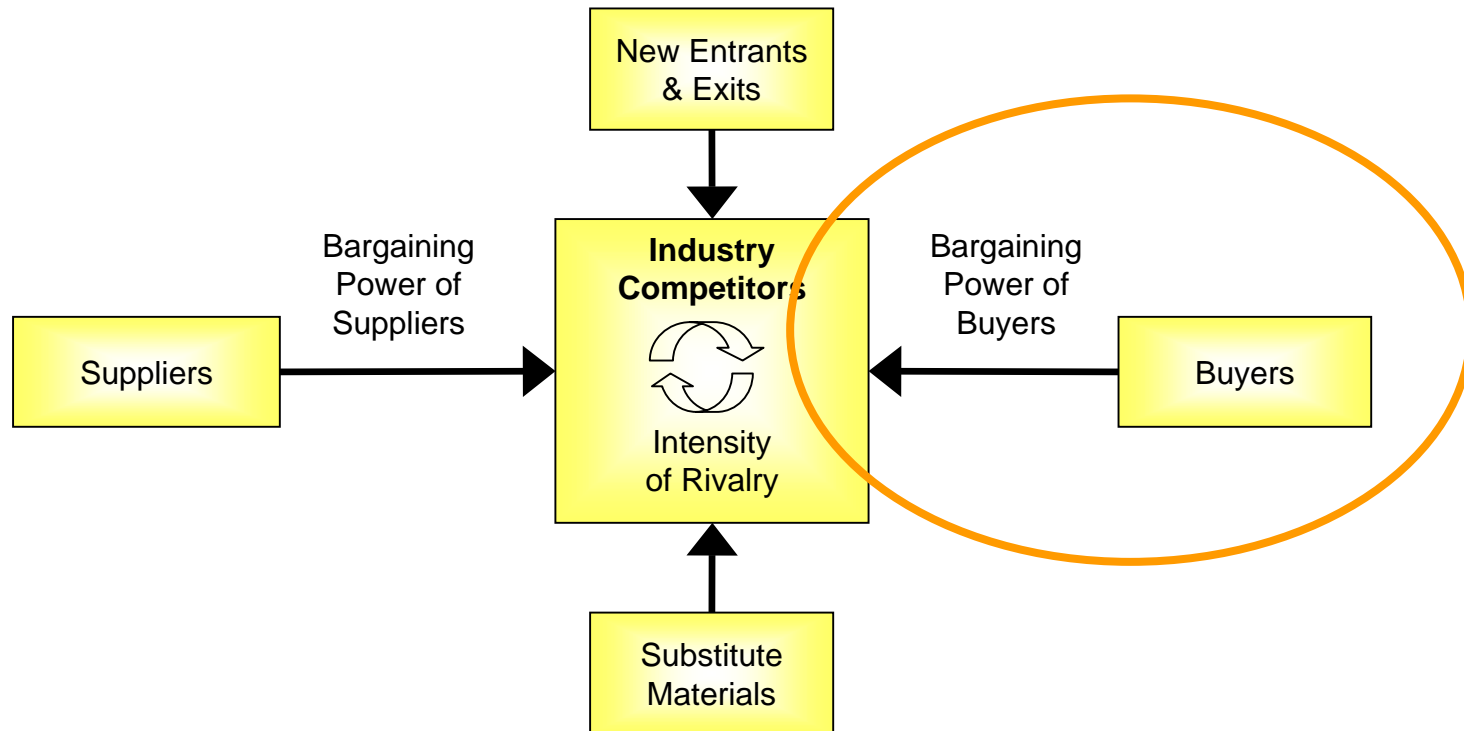 New Entrants
& Exits
Bargaining
Power of
Suppliers
Industry
Competitors
Bargaining
Power of
Buyers
Suppliers
Intensity
of Rivalry
Buyers
Substitute
Materials